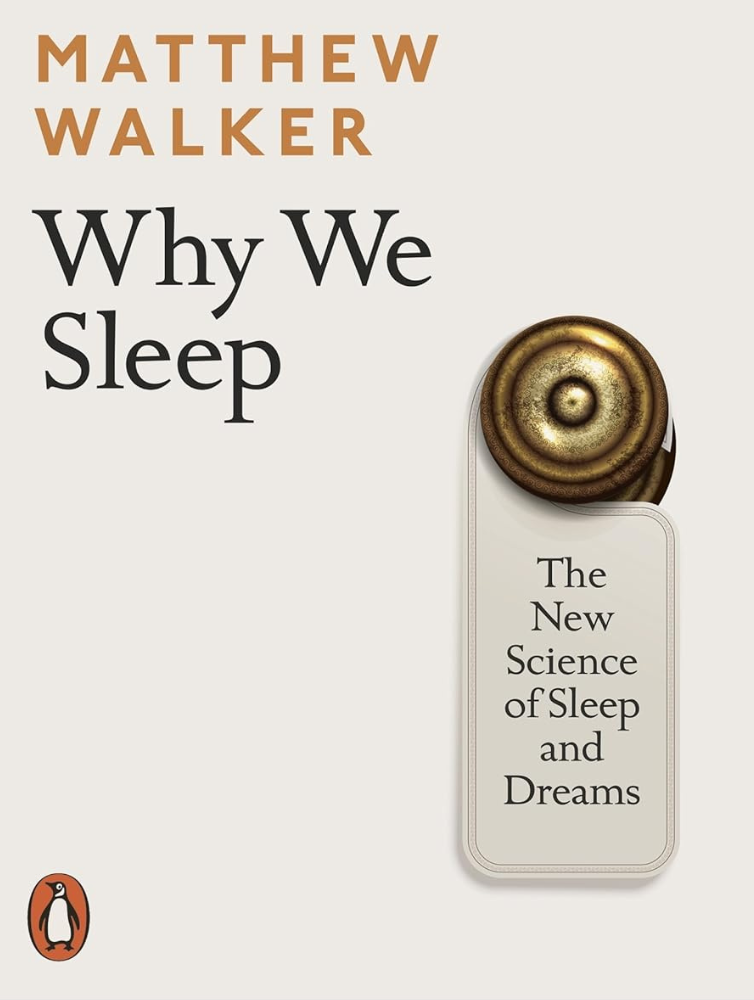 MATTHEW
WALKER
Why We
Sleep
The
New
Science
of Sleep
and
Dreams